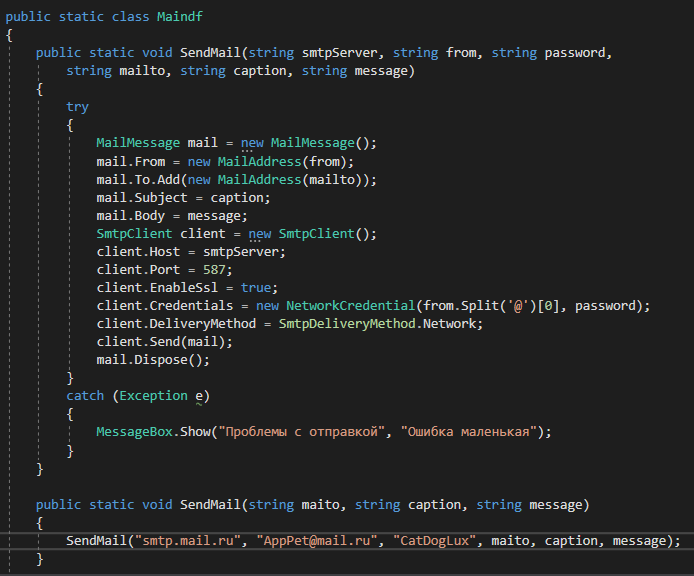 public static class Maindf
{
public static void SendMail(string smtpServer, string from, string password,
string mailto, string caption, string message)
{
try
{
MailMessage mail = new MailMessage();
mail.From = new MailAddress(from);
mail.To.Add(new MailAddress(mailto));
mail.Subject = caption;
mail.Body = message;
SmtpClient client = new SmtpClient();
client.Host = smtpServer;
client.Port = 587;
client.EnableSsl = true;
client.Credentials = new NetworkCredential(from.Split('@')[0], password);
client.DeliveryMethod = SmtpDeliveryMethod.Network;
client.Send(mail);
mail.Dispose();
}
catch (Exception e)
{
MessageBox.Show("Проблемы с отправкой", "Ошибка маленькая");
}
}
public static void SendMail(string maito, string caption, string message)
{
SendMail("smtp.mail.ru", "AppPet@mail.ru", "CatDogLux", maito, caption, message);
}